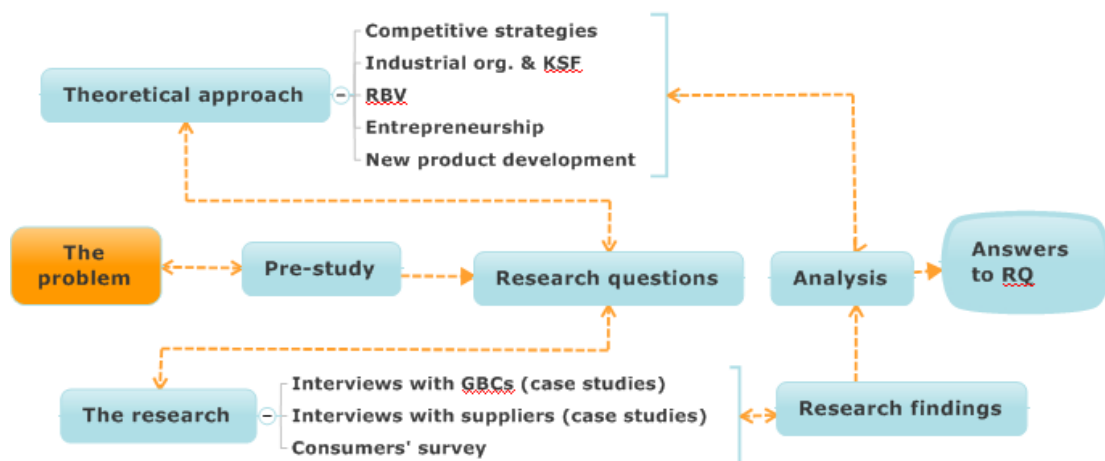 Competitive strategies
Industrial org. & KSF
Theoretical approach
RBV
Entrepreneurship
New product development
The
problem
Pre-study
Research questions
Analysis
Answers
to RQ
Interviews with GBCs (case studies)
The research
Interviews with suppliers (case studies)
Consumers' survey
Research findings